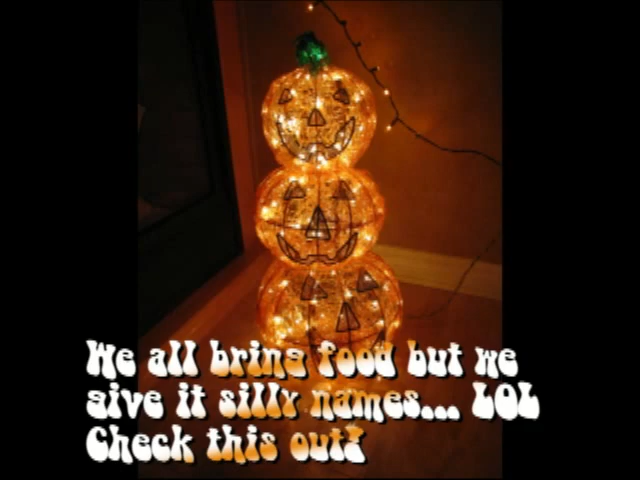 We all bring food but we
give it silly names... LOL
Check this out!